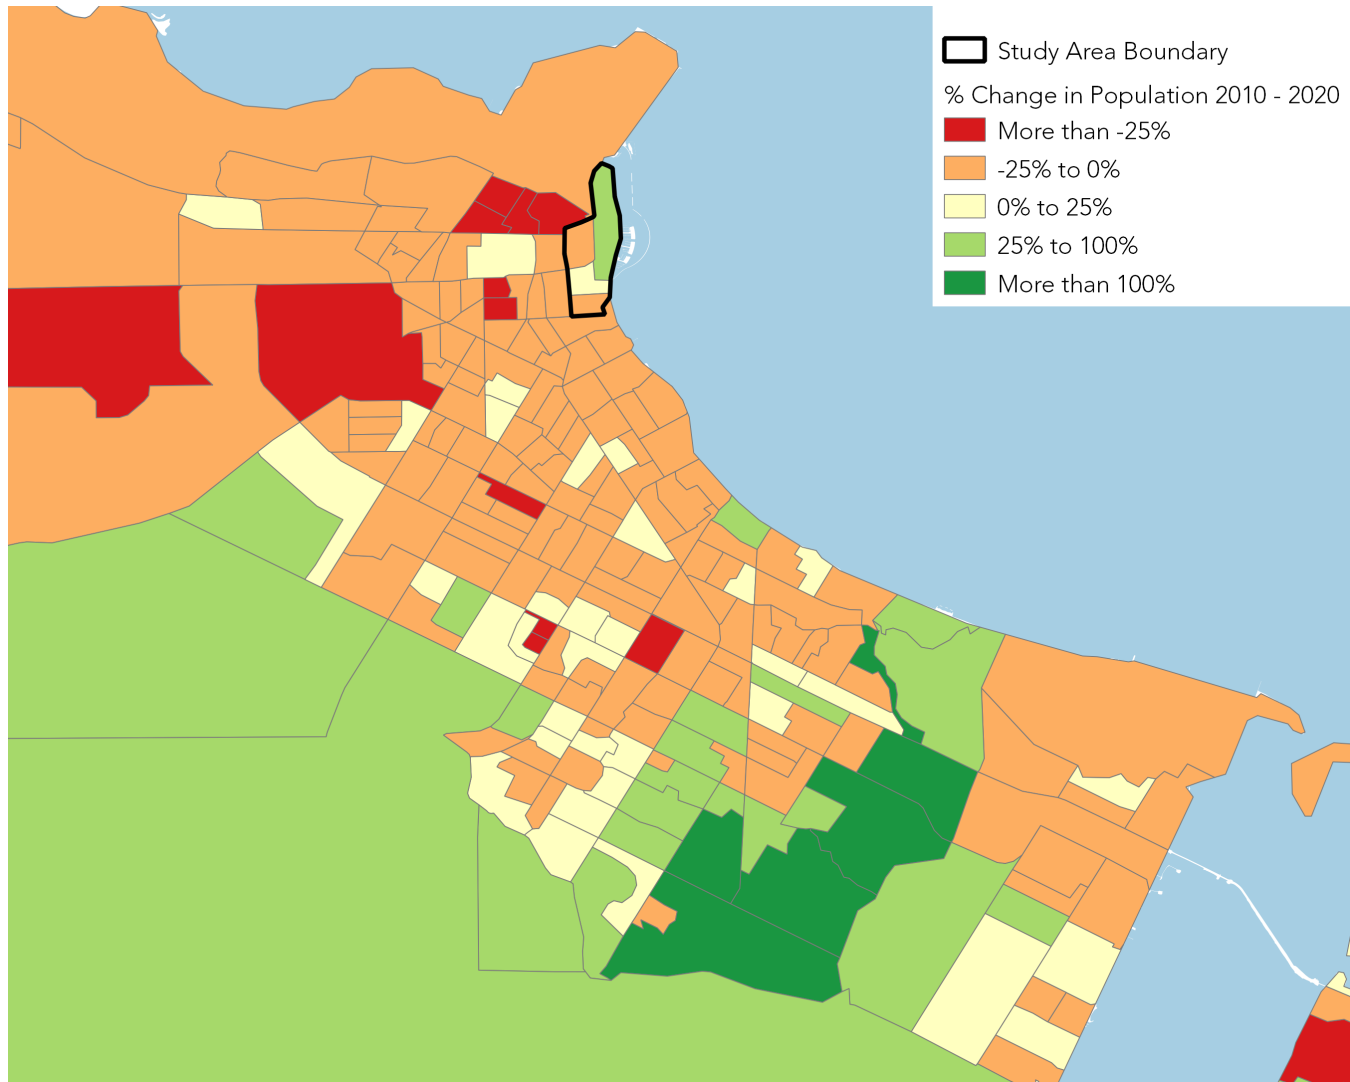 Study Area Boundary
% Change in Population 2010 - 2020
More than -25%
-25% to 0%
0% to 25%
25% to 100%
More than 100%